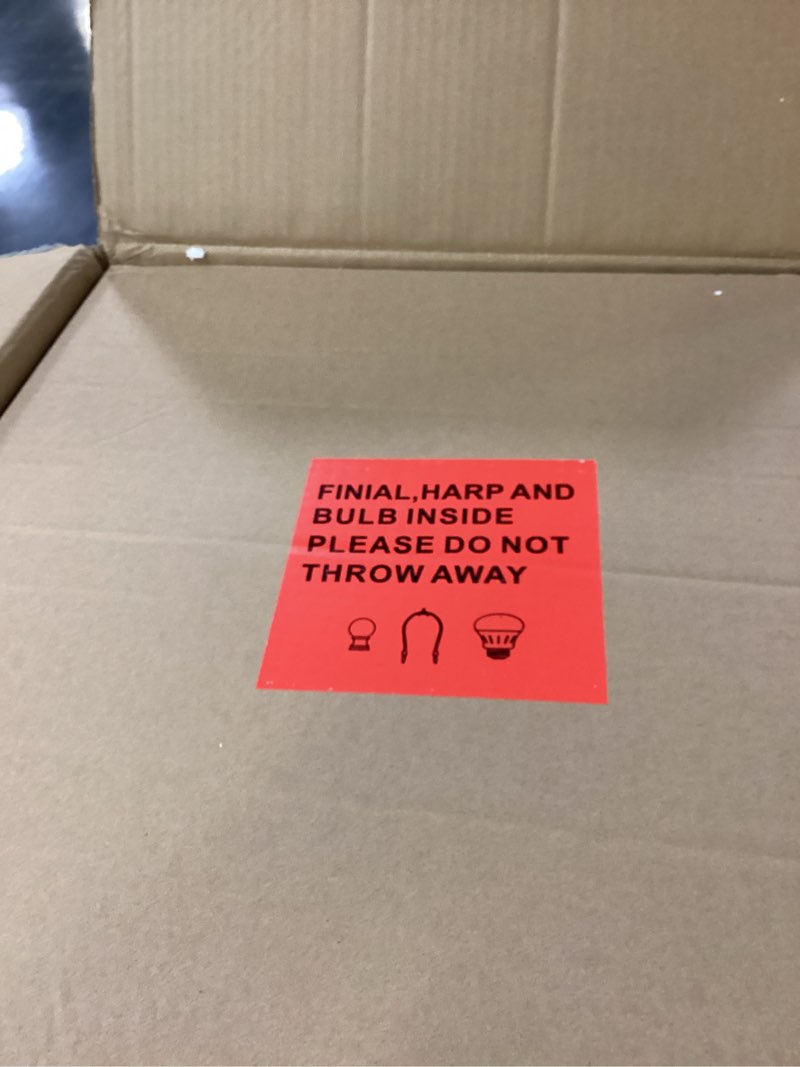 FINIAL,HARP AND
BULB INSIDE
PLEASE DO NOT
THROW AWAY